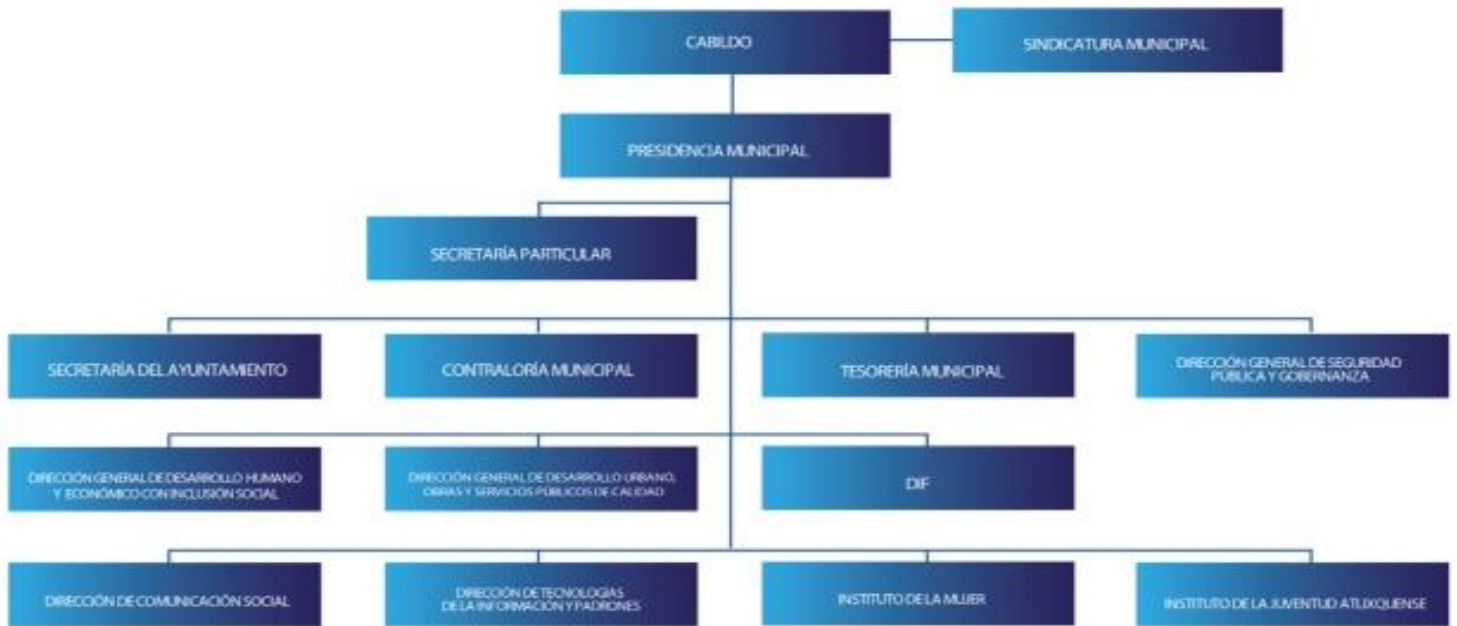 CABILDO
SINDICATURA MUNICIPAL
PRESIDENCIA MUNICIPAL
SECRETARÍA PARTICULAR
SECRETARÍA DEL AYUNTAMIENTO
CONTRALORÍA MUNICIPAL
TESORERÍA MUNICIPAL
DIRECCIÓN GENERAL DE SEGURIDAD
PÚBLICA Y GOBERNANZA
DIRECCIÓN GENERAL DE DESARROLLO HUMANO
Y ECONÓMICO CON INCLUSIÓN SOCIAL
DIRECCIÓN GENERAL DE DESARROLLO URBANO,
OBRAS Y SERVICIOS PÚBLICOS DE CALIDAD
DIF
DIRECCIÓN DE COMUNICACIÓN SOCIAL
DIRECCIÓN DE TECNOLOGÍAS
DE LA INFORMACIÓN Y PADRONES
INSTITUTO DE LA MUJER
INSTITUTO DE LA JUVENTUD ATLIXQUENSE